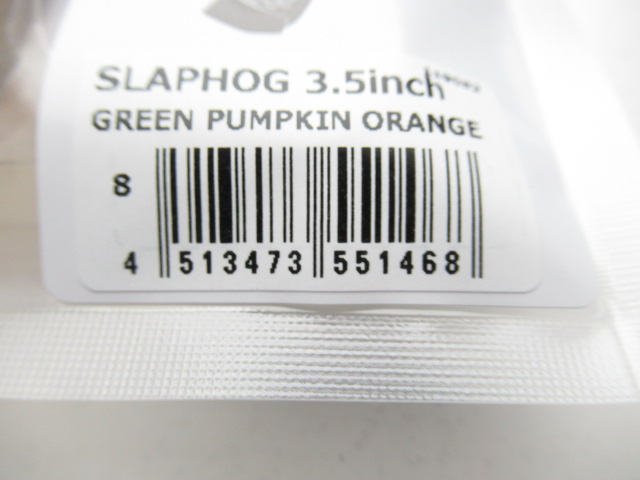 SLAPHOG 3.5inch
GREEN PUMPKIN ORANGE
8
4 513473 551468